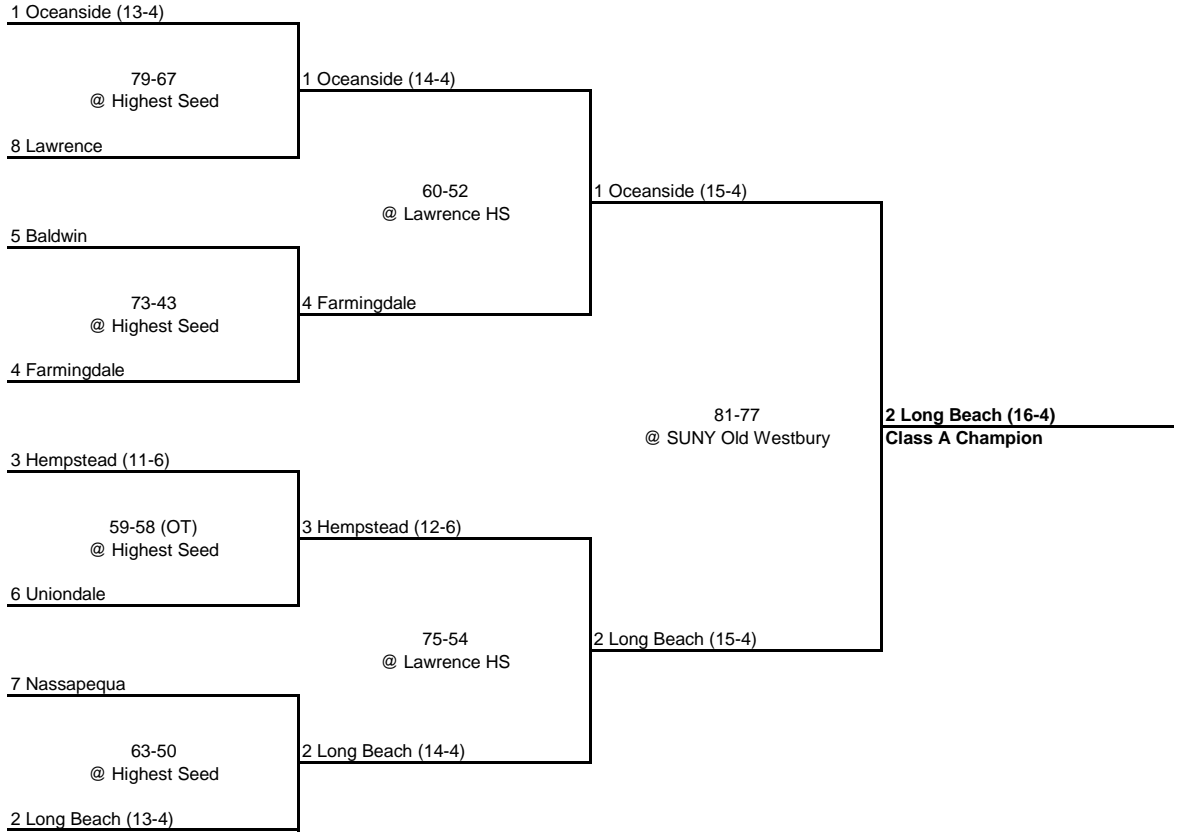 1 Oceanside (13-4)
79-67
@ Highest Seed
1 Oceanside (14-4)
8 Lawrence
60-52
@ Lawrence HS
1 Oceanside (15-4)
5 Baldwin
73-43
@ Highest Seed
4 Farmingdale
4 Farmingdale
81-77
@ SUNY Old Westbury
2 Long Beach (16-4)
Class A Champion
3 Hempstead (11-6)
59-58 (OT)
@ Highest Seed
3 Hempstead (12-6)
6 Uniondale
75-54
@ Lawrence HS
2 Long Beach (15-4)
7 Nassapequa
63-50
@ Highest Seed
2 Long Beach (14-4)
2 Long Beach (13-4)